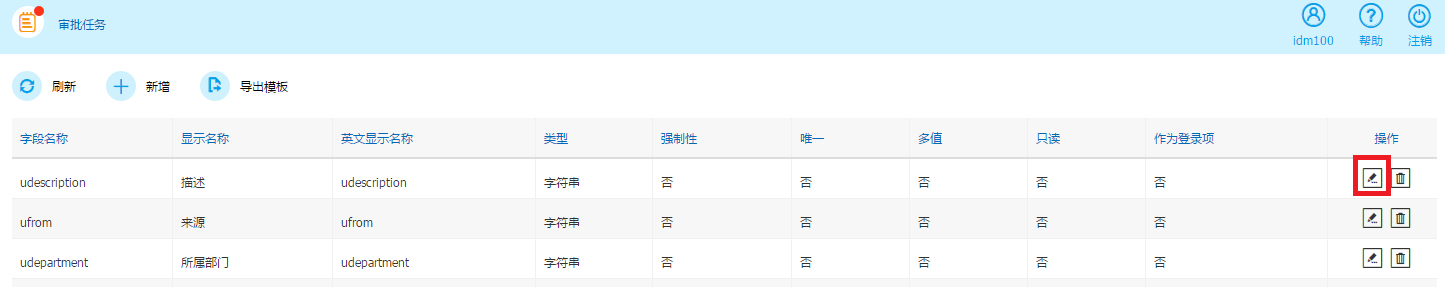 审批任务
idm100 帮助 注销
刷新 新增 导出模板
字段名称 显示名称 英文显示名称 类型 强制性 唯一 多值 只读 作为登录项 操作
udescription 描述 udescription 字符串 否 否 否 否 否
ufrom 来源 ufrom 字符串 否 否 否 否 否
udepartment 所属部门 udepartment 字符串 否 否 否 否 否